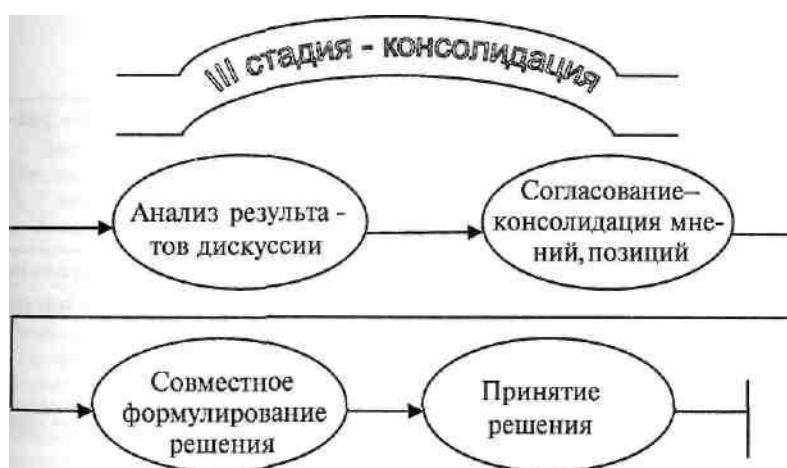 III стадия - консолидация
Анализ результа -
тов дискуссии
Согласование–
консолидация мне-
ний, позиций
Совместное
формулирование
решения
Принятие
решения